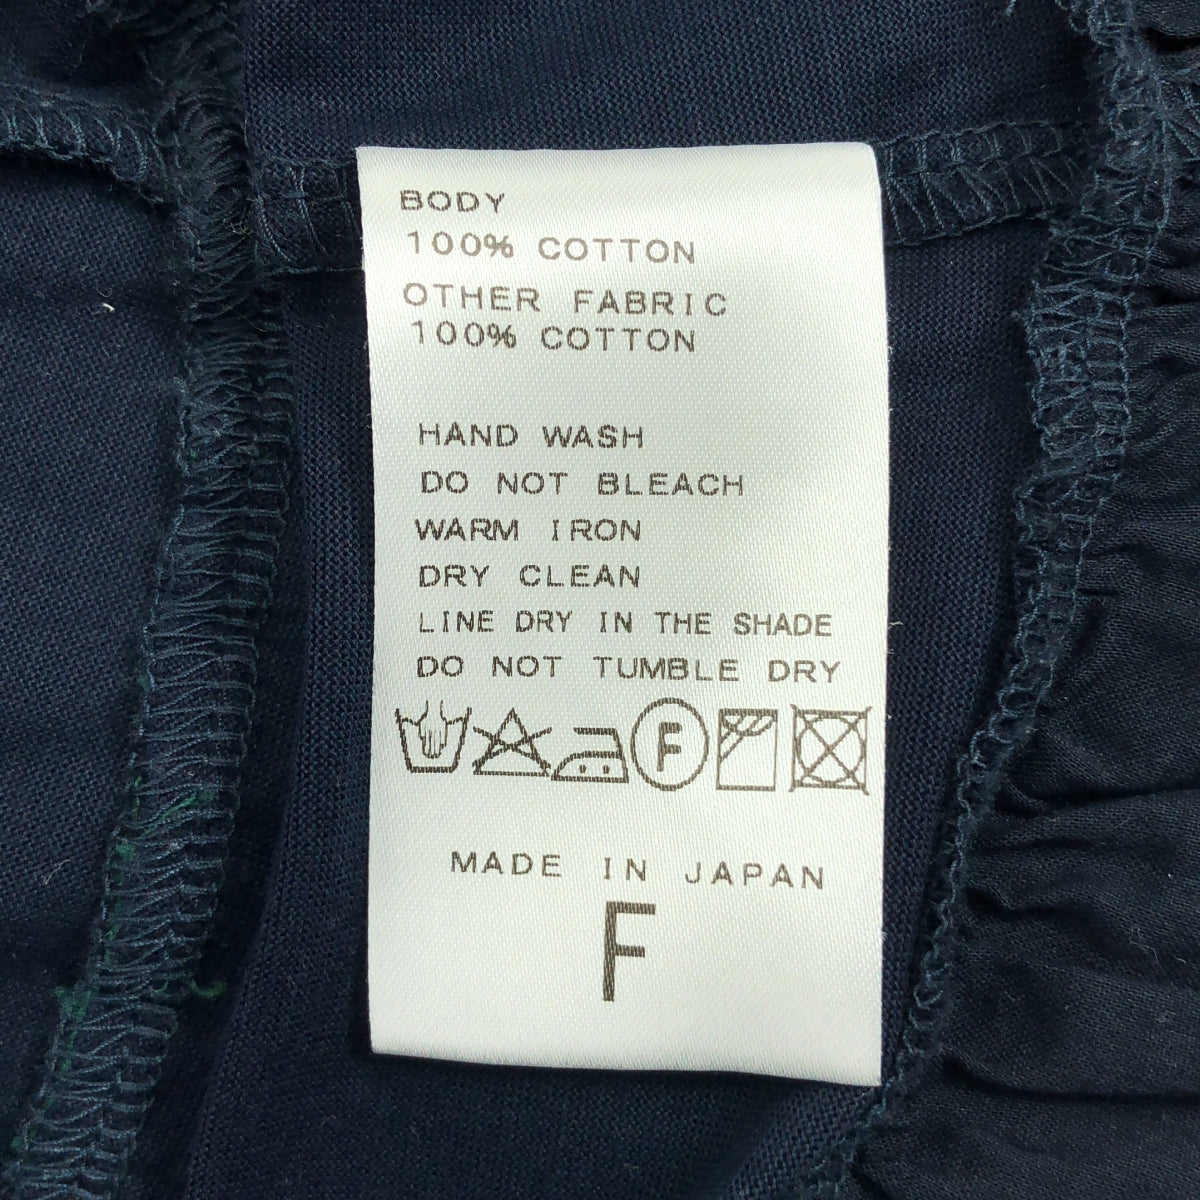 BODY
100% COTTON
OTHER FABRIC
100% COTTON
HAND WASH
DO NOT BLEACH
WARM IRON
DRY CLEAN
LINE DRY IN THE SHADE
DO NOT TUMBLE DRY
F
MADE IN JAPAN
F